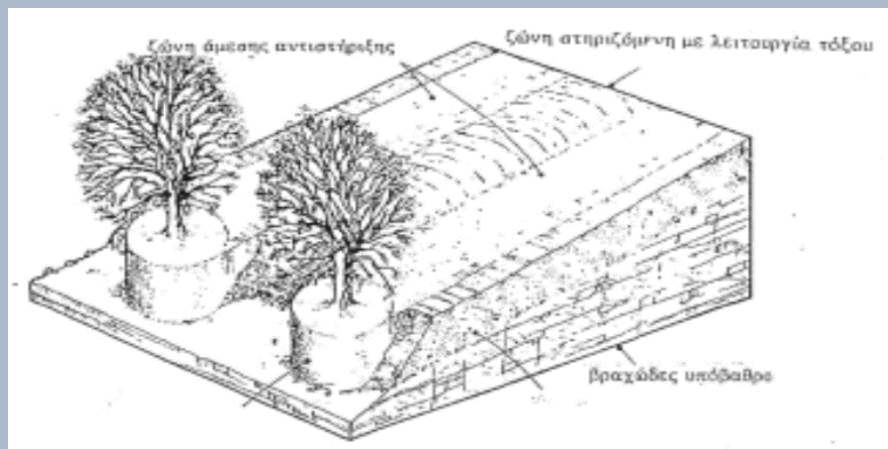 ζώνη άμεσης αντιστήριξης
ζώνη στηριζόμενη με λειτουργία τόξου
βραχώδες υπόβαθρο